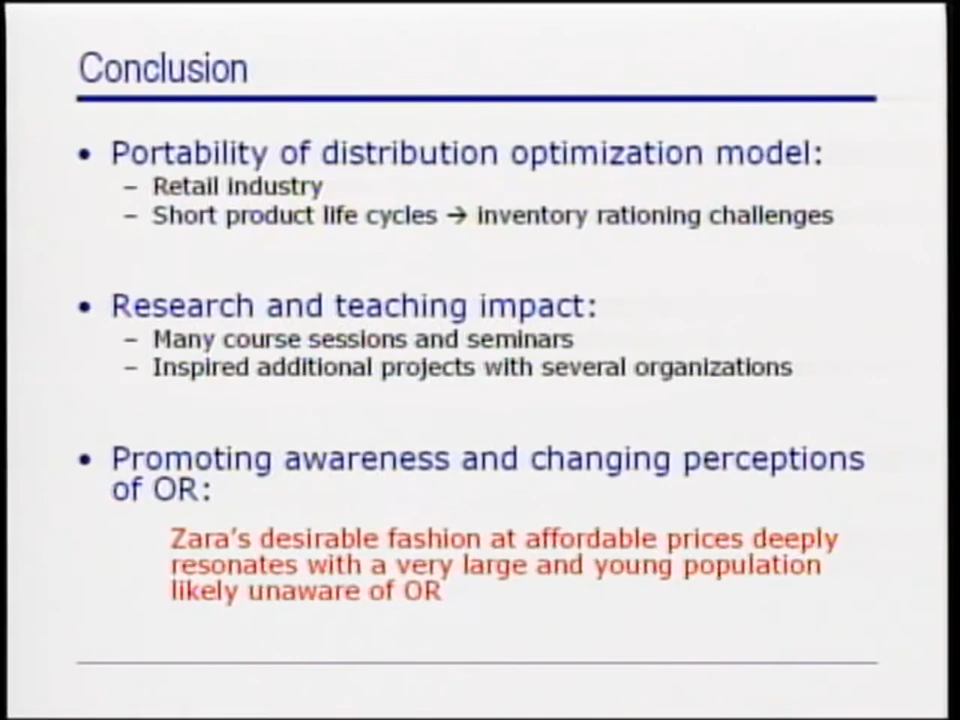 Conclusion
• Portability of distribution optimization model:
– Retail industry
– Short product life cycles → inventory rationing challenges
• Research and teaching impact:
– Many course sessions and seminars
– Inspired additional projects with several organizations
• Promoting awareness and changing perceptions
of OR:
Zara's desirable fashion at affordable prices deeply
resonates with a very large and young population
likely unaware of OR